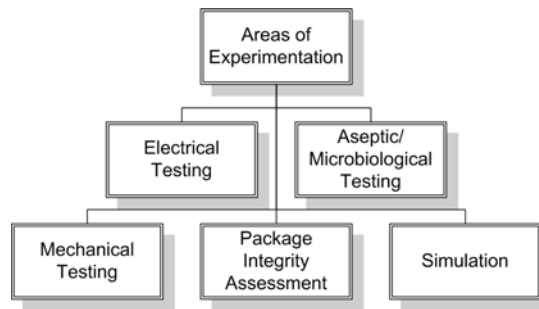 Areas of
Experimentation
Electrical
Testing
Aseptic/
Microbiological
Testing
Mechanical
Testing
Package
Integrity
Assessment
Simulation